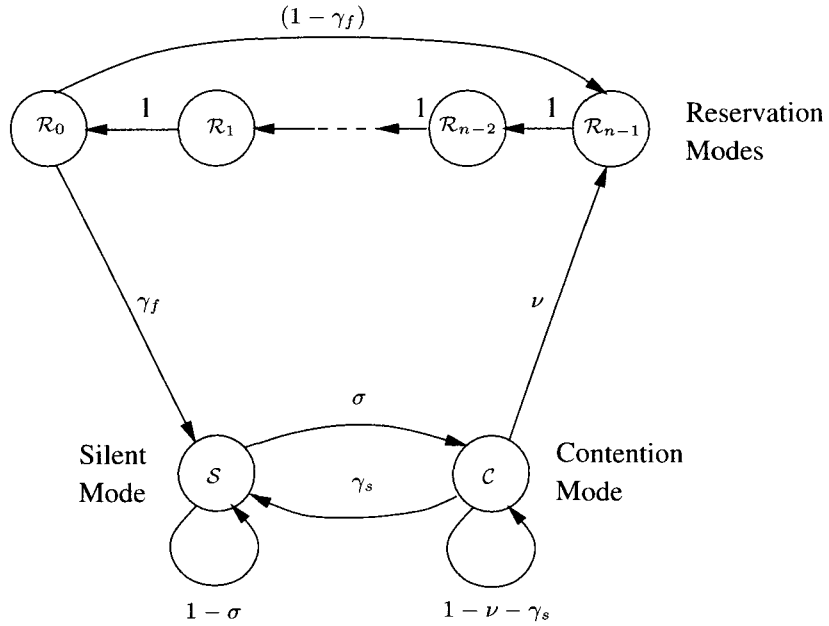 (1 − γ_f)
1
1
1
ℛ_0
ℛ_1
ℛ_{n−2}
ℛ_{n−1}
Reservation
Modes
γ_f
ν
σ
Silent
Mode
𝒮
γ_s
𝒞
Contention
Mode
1 − σ
1 − ν − γ_s